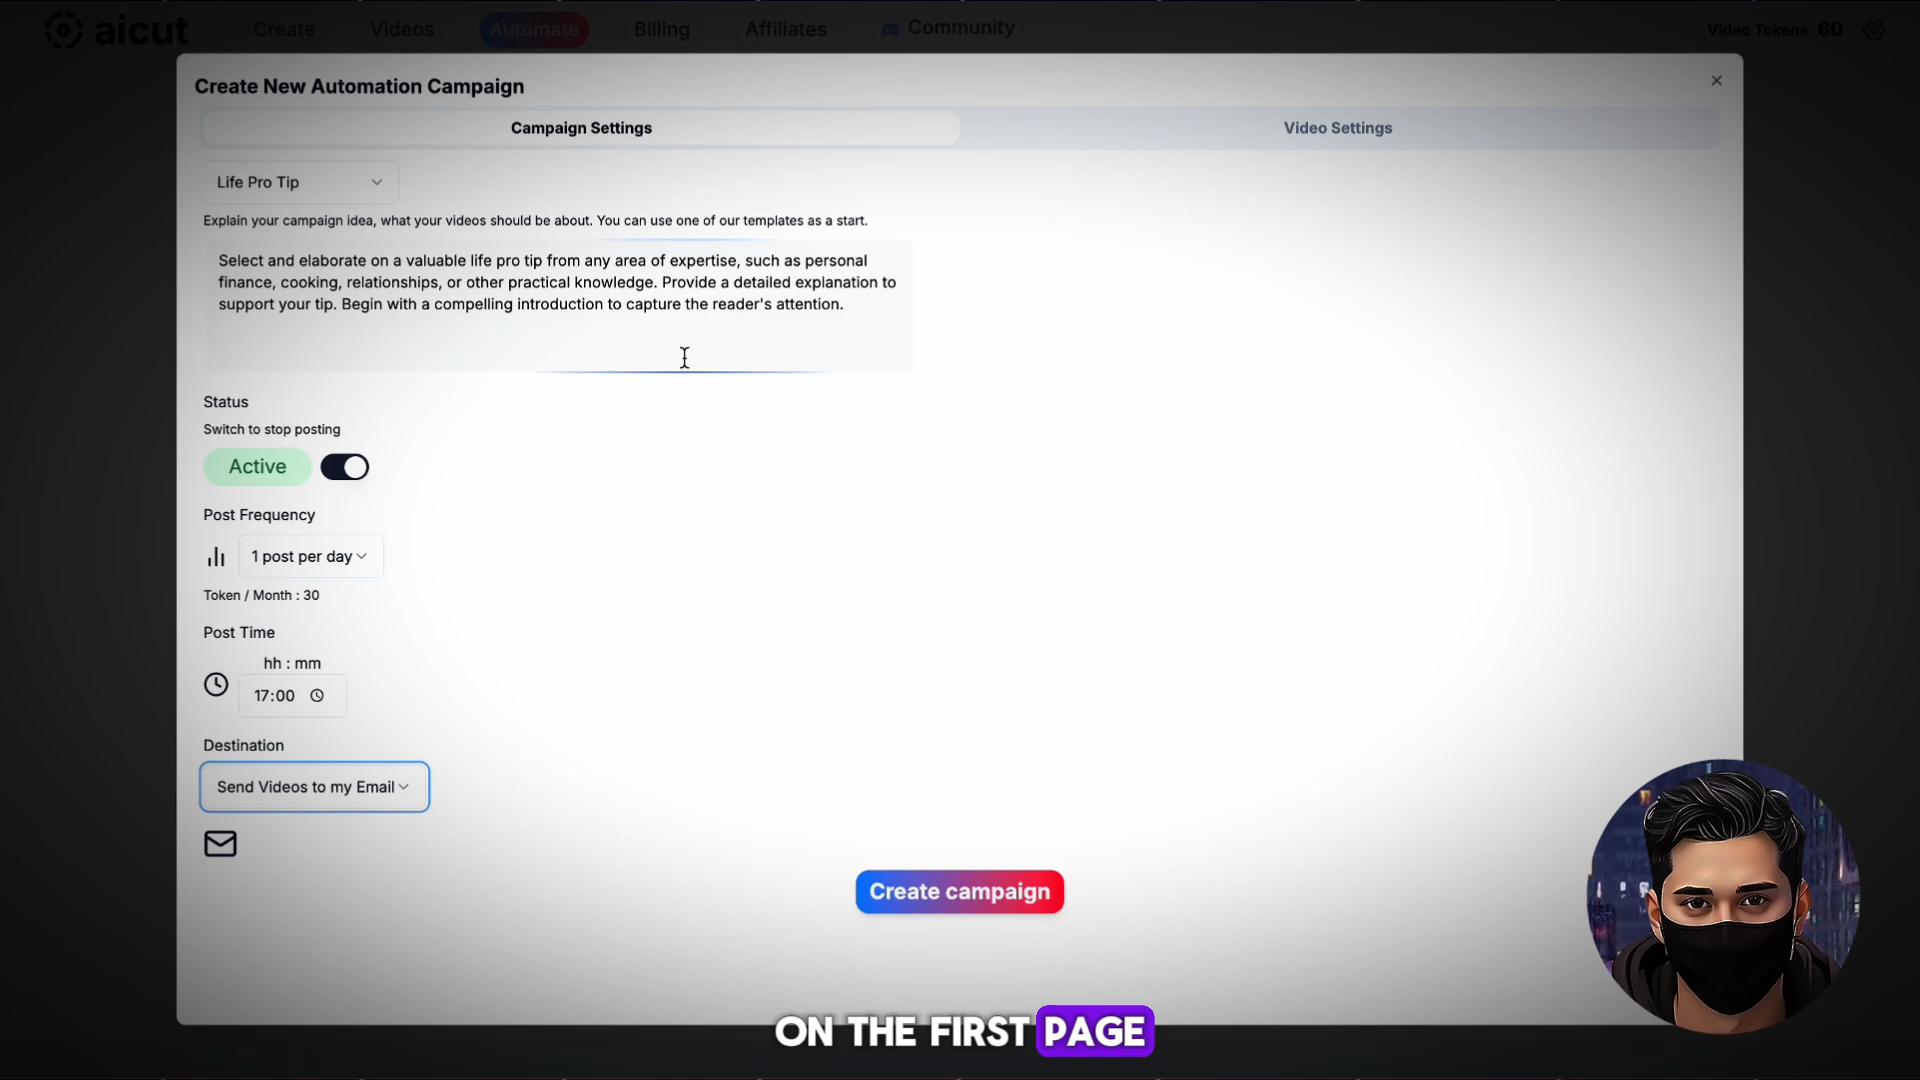 aicut
Create
Videos
Automate
Billing
Affiliates
Community
Video Tokens: 60
Create New Automation Campaign
Campaign Settings
Video Settings
Life Pro Tip
Explain your campaign idea, what your videos should be about. You can use one of our templates as a start.
Select and elaborate on a valuable life pro tip from any area of expertise, such as personal
finance, cooking, relationships, or other practical knowledge. Provide a detailed explanation to
support your tip. Begin with a compelling introduction to capture the reader's attention.
Status
Switch to stop posting
Active
Post Frequency
1 post per day
Token / Month : 30
Post Time
hh : mm
17:00
Destination
Send Videos to my Email
Create campaign
ON THE FIRST PAGE